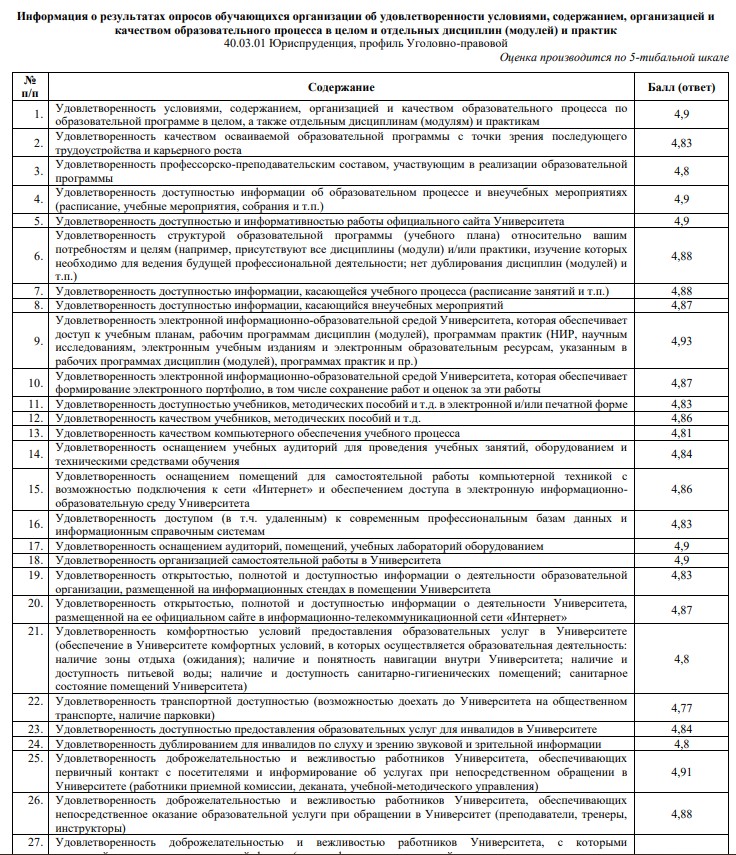 Информация о результатах опросов обучающихся организации об удовлетворенности условиями, содержанием, организацией и
качеством образовательного процесса в целом и отдельных дисциплин (модулей) и практик
40.03.01 Юриспруденция, профиль Уголовно-правовой
Оценка производится по 5-тибальной шкале
№
п/п
Содержание
Балл (ответ)
1. Удовлетворенность условиями, содержанием, организацией и качеством образовательного процесса по
образовательной программе в целом, а также отдельным дисциплинам (модулям) и практикам
4,9
2. Удовлетворенность качеством осваиваемой образовательной программы с точки зрения последующего
трудоустройства и карьерного роста
4,83
3. Удовлетворенность профессорско-преподавательским составом, участвующим в реализации образовательной
программы
4,8
4. Удовлетворенность доступностью информации об образовательном процессе и внеучебных мероприятиях
(расписание, учебные мероприятия, собрания и т.п.)
4,9
5. Удовлетворенность доступностью и информативностью работы официального сайта Университета 4,9
6. Удовлетворенность структурой образовательной программы (учебного плана) относительно вашим
потребностям и целям (например, присутствуют все дисциплины (модули) и/или практики, изучение которых
необходимо для ведения будущей профессиональной деятельности; нет дублирования дисциплин (модулей) и
т.п.)
4,88
7. Удовлетворенность доступностью информации, касающейся учебного процесса (расписание занятий и т.п.) 4,88
8. Удовлетворенность доступностью информации, касающийся внеучебных мероприятий 4,87
9. Удовлетворенность электронной информационно-образовательной средой Университета, которая обеспечивает
доступ к учебным планам, рабочим программам дисциплин (модулей), программам практик (НИР, научным
исследованиям, электронным учебным изданиям и электронным образовательным ресурсам, указанным в
рабочих программах дисциплин (модулей), программах практик и пр.)
4,93
10. Удовлетворенность электронной информационно-образовательной средой Университета, которая обеспечивает
формирование электронного портфолио, в том числе сохранение работ и оценок за эти работы
4,87
11. Удовлетворенность доступностью учебников, методических пособий и т.д. в электронной и/или печатной форме 4,83
12. Удовлетворенность качеством учебников, методических пособий и т.д. 4,86
13. Удовлетворенность качеством компьютерного обеспечения учебного процесса 4,81
14. Удовлетворенность оснащением учебных аудиторий для проведения учебных занятий, оборудованием и
техническими средствами обучения
4,84
15. Удовлетворенность оснащением помещений для самостоятельной работы компьютерной техникой с
возможностью подключения к сети «Интернет» и обеспечением доступа в электронную информационно-
образовательную среду Университета
4,86
16. Удовлетворенность доступом (в т.ч. удаленным) к современным профессиональным базам данных и
информационным справочным системам
4,83
17. Удовлетворенность оснащением аудиторий, помещений, учебных лабораторий оборудованием 4,9
18. Удовлетворенность организацией самостоятельной работы в Университета 4,9
19. Удовлетворенность открытостью, полнотой и доступностью информации о деятельности образовательной
организации, размещенной на информационных стендах в помещении Университета
4,83
20. Удовлетворенность открытостью, полнотой и доступностью информации о деятельности Университета,
размещенной на ее официальном сайте в информационно-телекоммуникационной сети «Интернет»
4,87
21. Удовлетворенность комфортностью условий предоставления образовательных услуг в Университете
(обеспечение в Университете комфортных условий, в которых осуществляется образовательная деятельность:
наличие зоны отдыха (ожидания); наличие и понятность навигации внутри Университета; наличие и
доступность питьевой воды; наличие и доступность санитарно-гигиенических помещений; санитарное
состояние помещений Университета)
4,8
22. Удовлетворенность транспортной доступностью (возможностью доехать до Университета на общественном
транспорте, наличие парковки)
4,77
23. Удовлетворенность доступностью предоставления образовательных услуг для инвалидов в Университете 4,84
24. Удовлетворенность дублированием для инвалидов по слуху и зрению звуковой и зрительной информации 4,8
25. Удовлетворенность доброжелательностью и вежливостью работников Университета, обеспечивающих
первичный контакт с посетителями и информирование об услугах при непосредственном обращении в
Университете (работники приемной комиссии, деканата, учебной-методического управления)
4,91
26. Удовлетворенность доброжелательностью и вежливостью работников Университета, обеспечивающих
непосредственное оказание образовательной услуги при обращении в Университет (преподаватели, тренеры,
инструкторы)
4,88
27. Удовлетворенность доброжелательностью и вежливостью работников Университета, с которыми